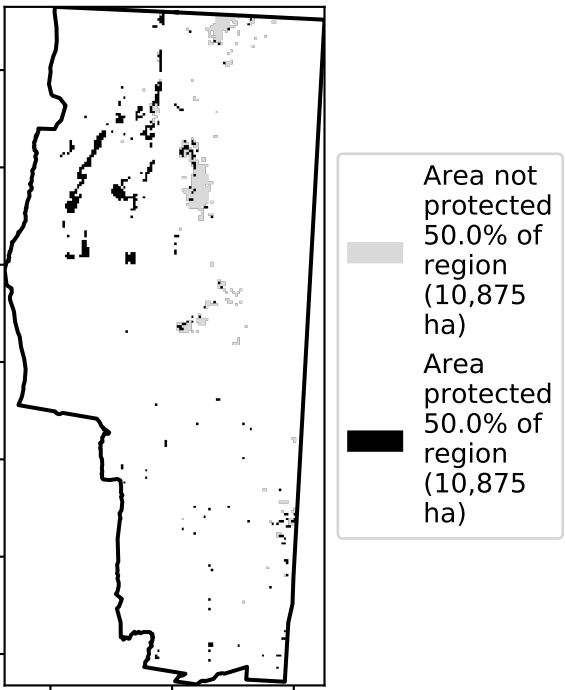 Area not
protected
50.0% of
region
(10,875
ha)
Area
protected
50.0% of
region
(10,875
ha)